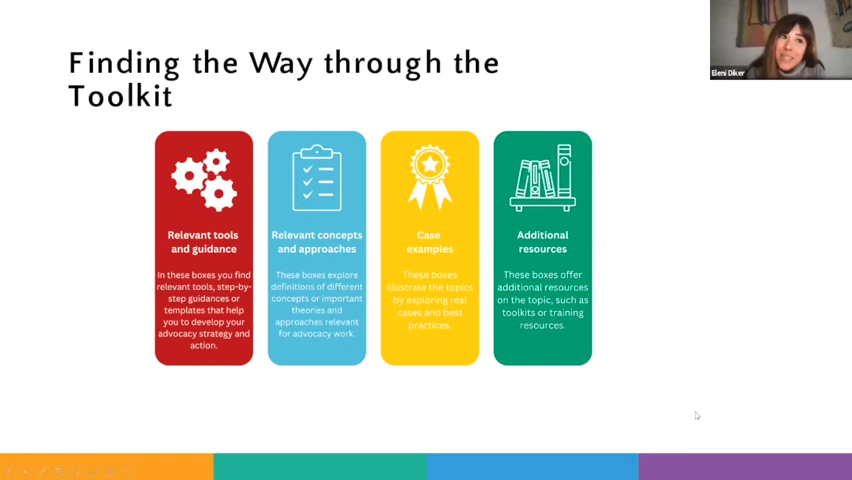 Finding the Way through the
Toolkit
Eleni Diker
Relevant tools
and guidance
In these boxes you find
relevant tools, step-by-
step guidances or
templates that help
you to develop your
advocacy strategy and
action.
Relevant concepts
and approaches
These boxes explore
definitions of different
concepts or important
theories and
approaches relevant
for advocacy work.
Case
examples
These boxes
illustrate the topics
by exploring real
cases and best
practices.
Additional
resources
These boxes offer
additional resources
on the topic, such as
toolkits or training
resources.